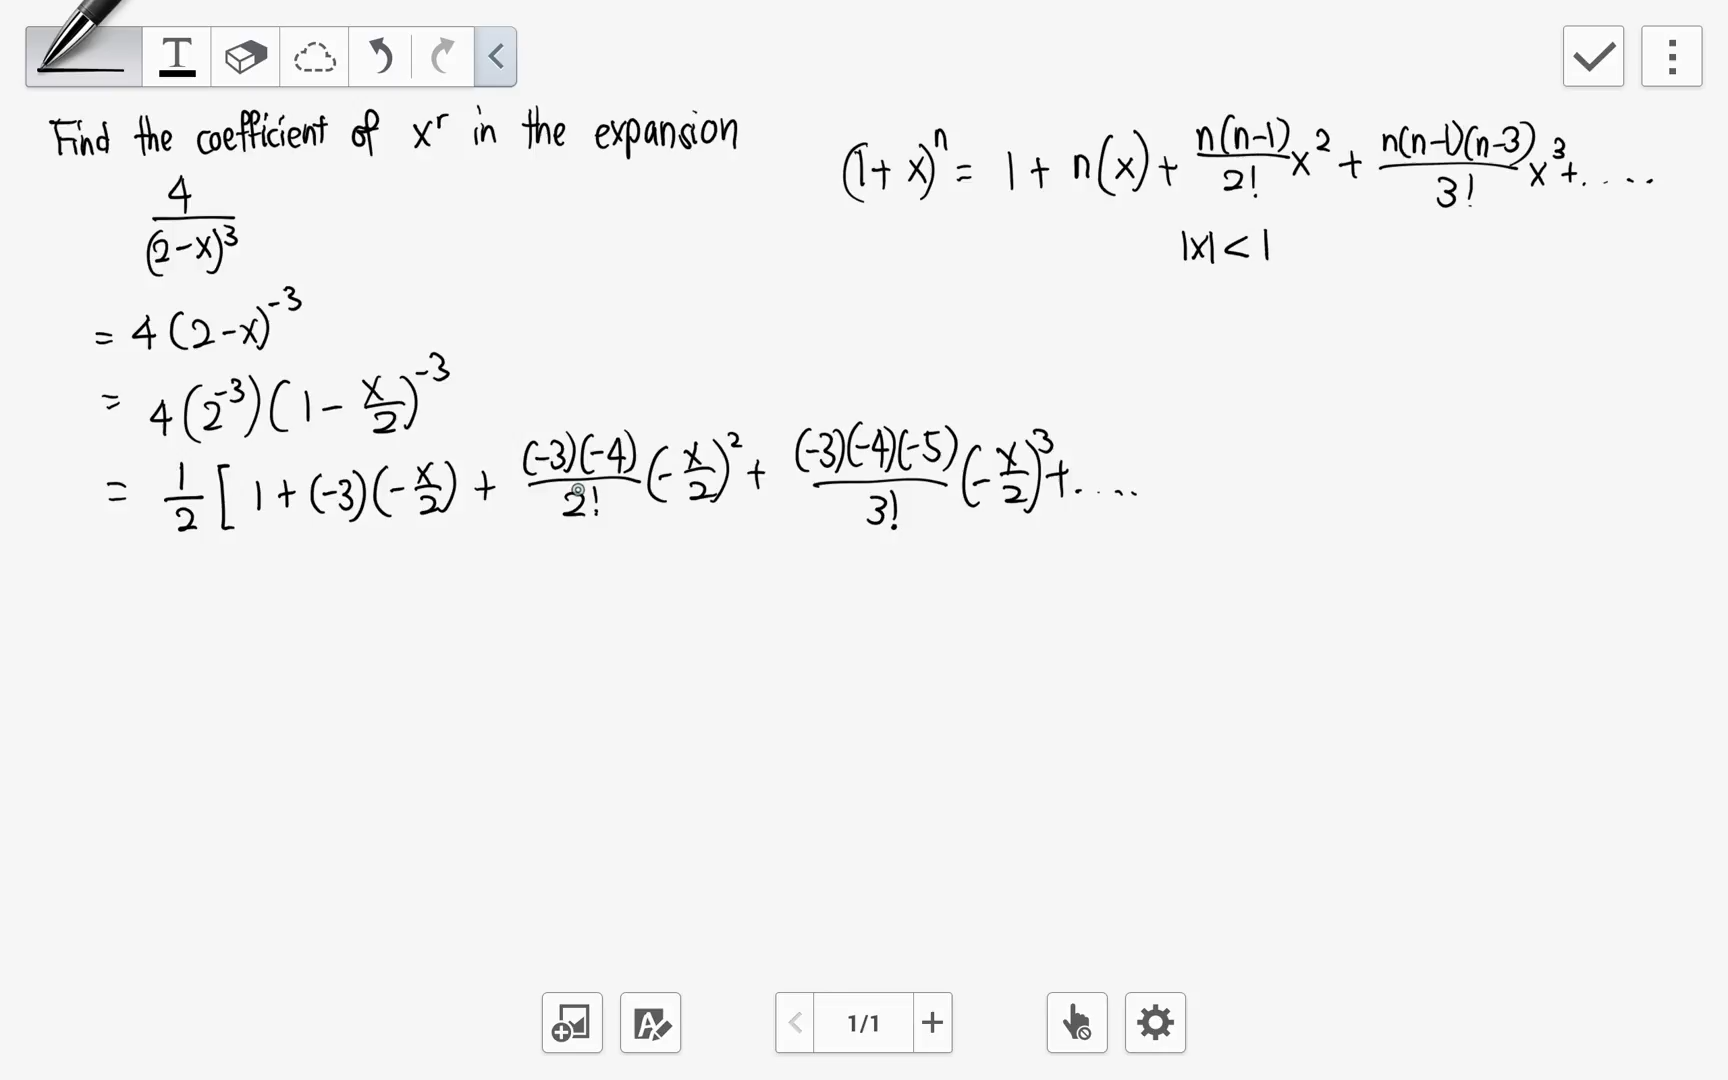 Find the coefficient of x^r in the expansion
4/(2-x)^3
= 4(2-x)^-3
= 4(2^-3)(1 - x/2)^-3
= 1/2 [ 1 + (-3)(-x/2) + (-3)(-4)/2! (-x/2)^2 + (-3)(-4)(-5)/3! (-x/2)^3 + ....
(1+x)^n = 1 + n(x) + n(n-1)/2! x^2 + n(n-1)(n-3)/3! x^3 + .....
|x| < 1
T
A
1/1